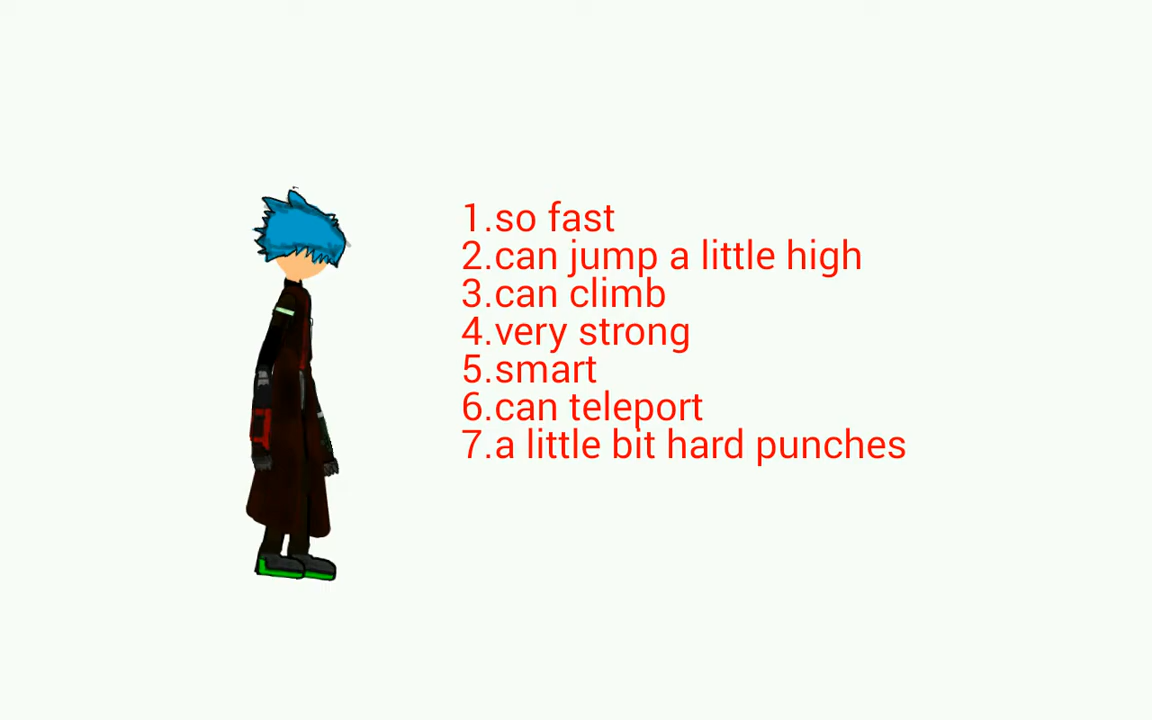 1.so fast
2.can jump a little high
3.can climb
4.very strong
5.smart
6.can teleport
7.a little bit hard punches